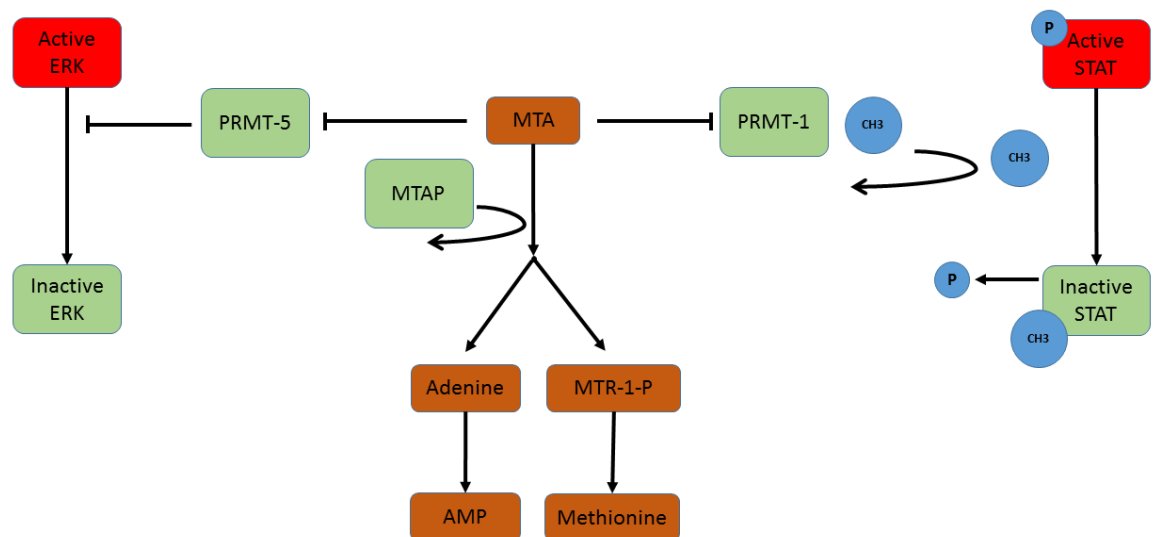 Active
ERK
P
Active
STAT
PRMT-5
MTA
PRMT-1
CH3
CH3
MTAP
Inactive
ERK
P
Inactive
STAT
CH3
Adenine
MTR-1-P
AMP
Methionine